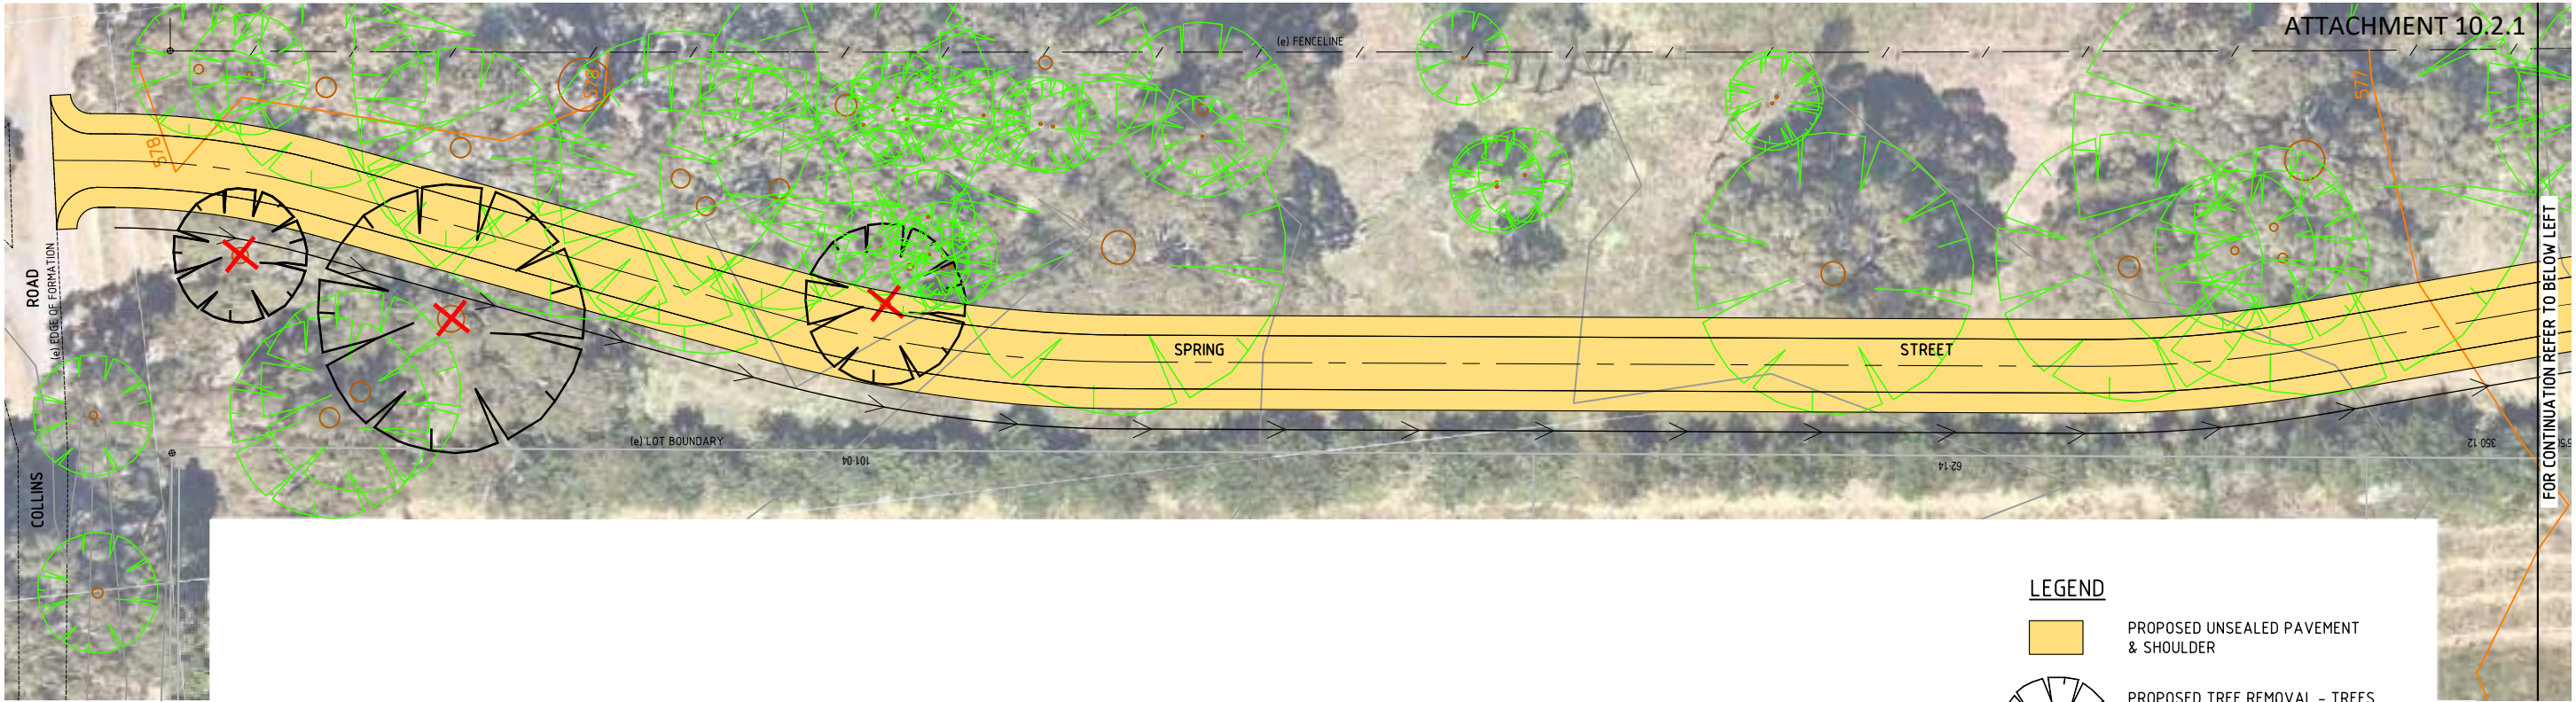 ATTACHMENT 10.2.1
(e) FENCELINE
578
577
578
ROAD
(e) EDGE OF FORMATION
SPRING
STREET
(e) LOT BOUNDARY
101·04
62·14
350·12
COLLINS
FOR CONTINUATION REFER TO BELOW LEFT
LEGEND
PROPOSED UNSEALED PAVEMENT
& SHOULDER
PROPOSED TREE REMOVAL - TREES